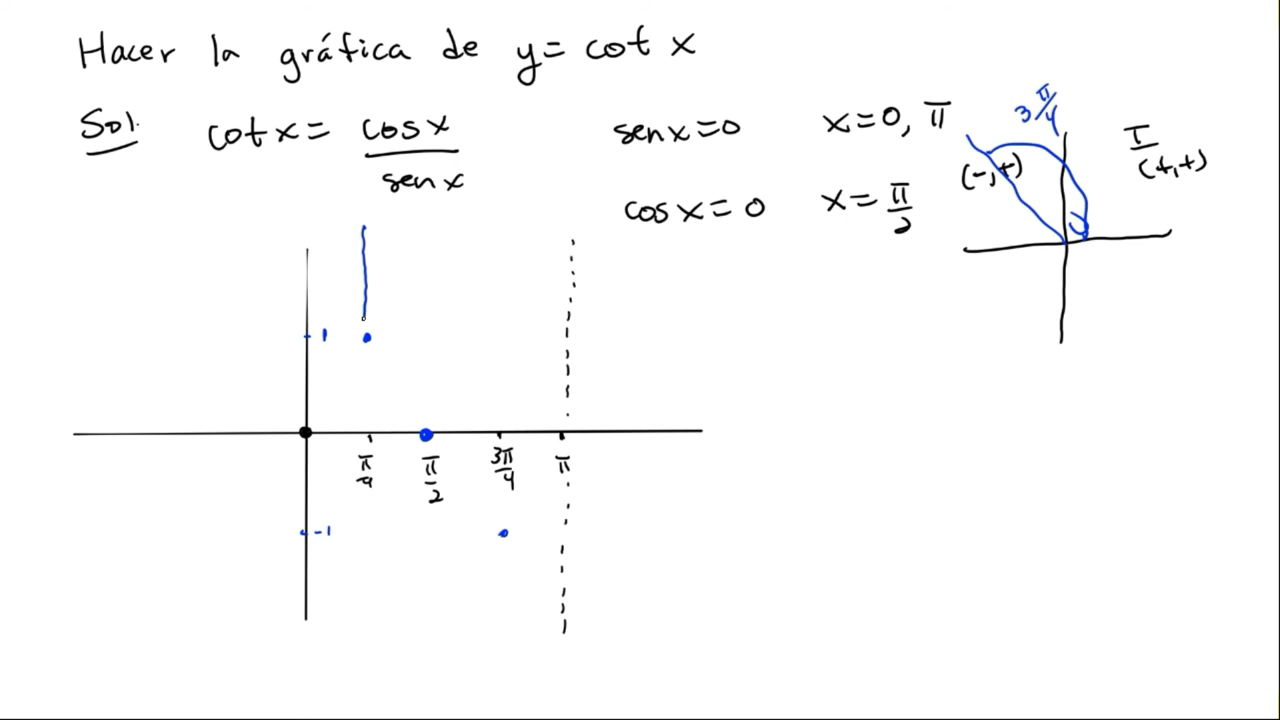 Hacer la gráfica de y = cot x
Sol. cot x = cos x / sen x
sen x = 0 x = 0, π
cos x = 0 x = π/2
3π/4
(-,+)
I
(+,+)
1
π/4 π/2 3π/4 π
-1